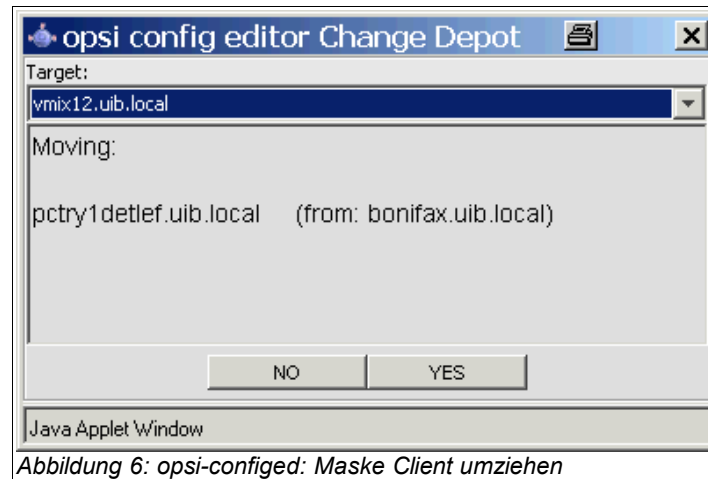 opsi config editor Change Depot
Target:
vmix12.uib.local
Moving:
pctry1detlef.uib.local (from: bonifax.uib.local)
NO YES
Java Applet Window
Abbildung 6: opsi-configed: Maske Client umziehen